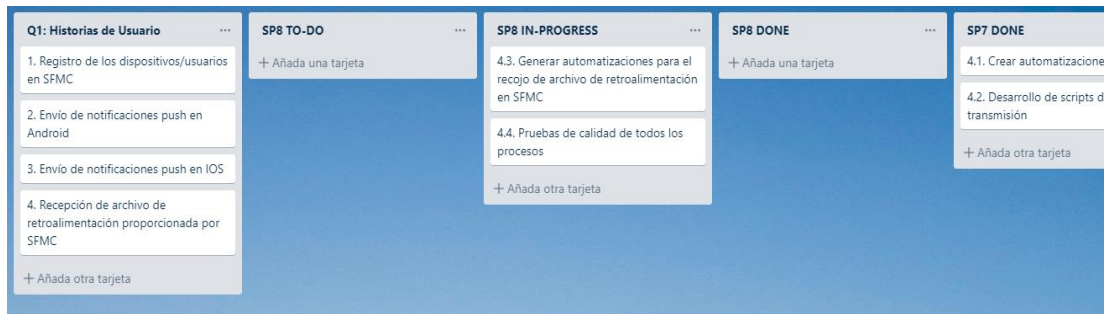 Q1: Historias de Usuario
1. Registro de los dispositivos/usuarios
en SFMC
2. Envío de notificaciones push en
Android
3. Envío de notificaciones push en IOS
4. Recepción de archivo de
retroalimentación proporcionada por
SFMC
+ Añada otra tarjeta
SP8 TO-DO
+ Añada una tarjeta
SP8 IN-PROGRESS
4.3. Generar automatizaciones para el
recojo de archivo de retroalimentación
en SFMC
4.4. Pruebas de calidad de todos los
procesos
+ Añada otra tarjeta
SP8 DONE
+ Añada una tarjeta
SP7 DONE
4.1. Crear automatizacione
4.2. Desarrollo de scripts d
transmisión
+ Añada otra tarjeta